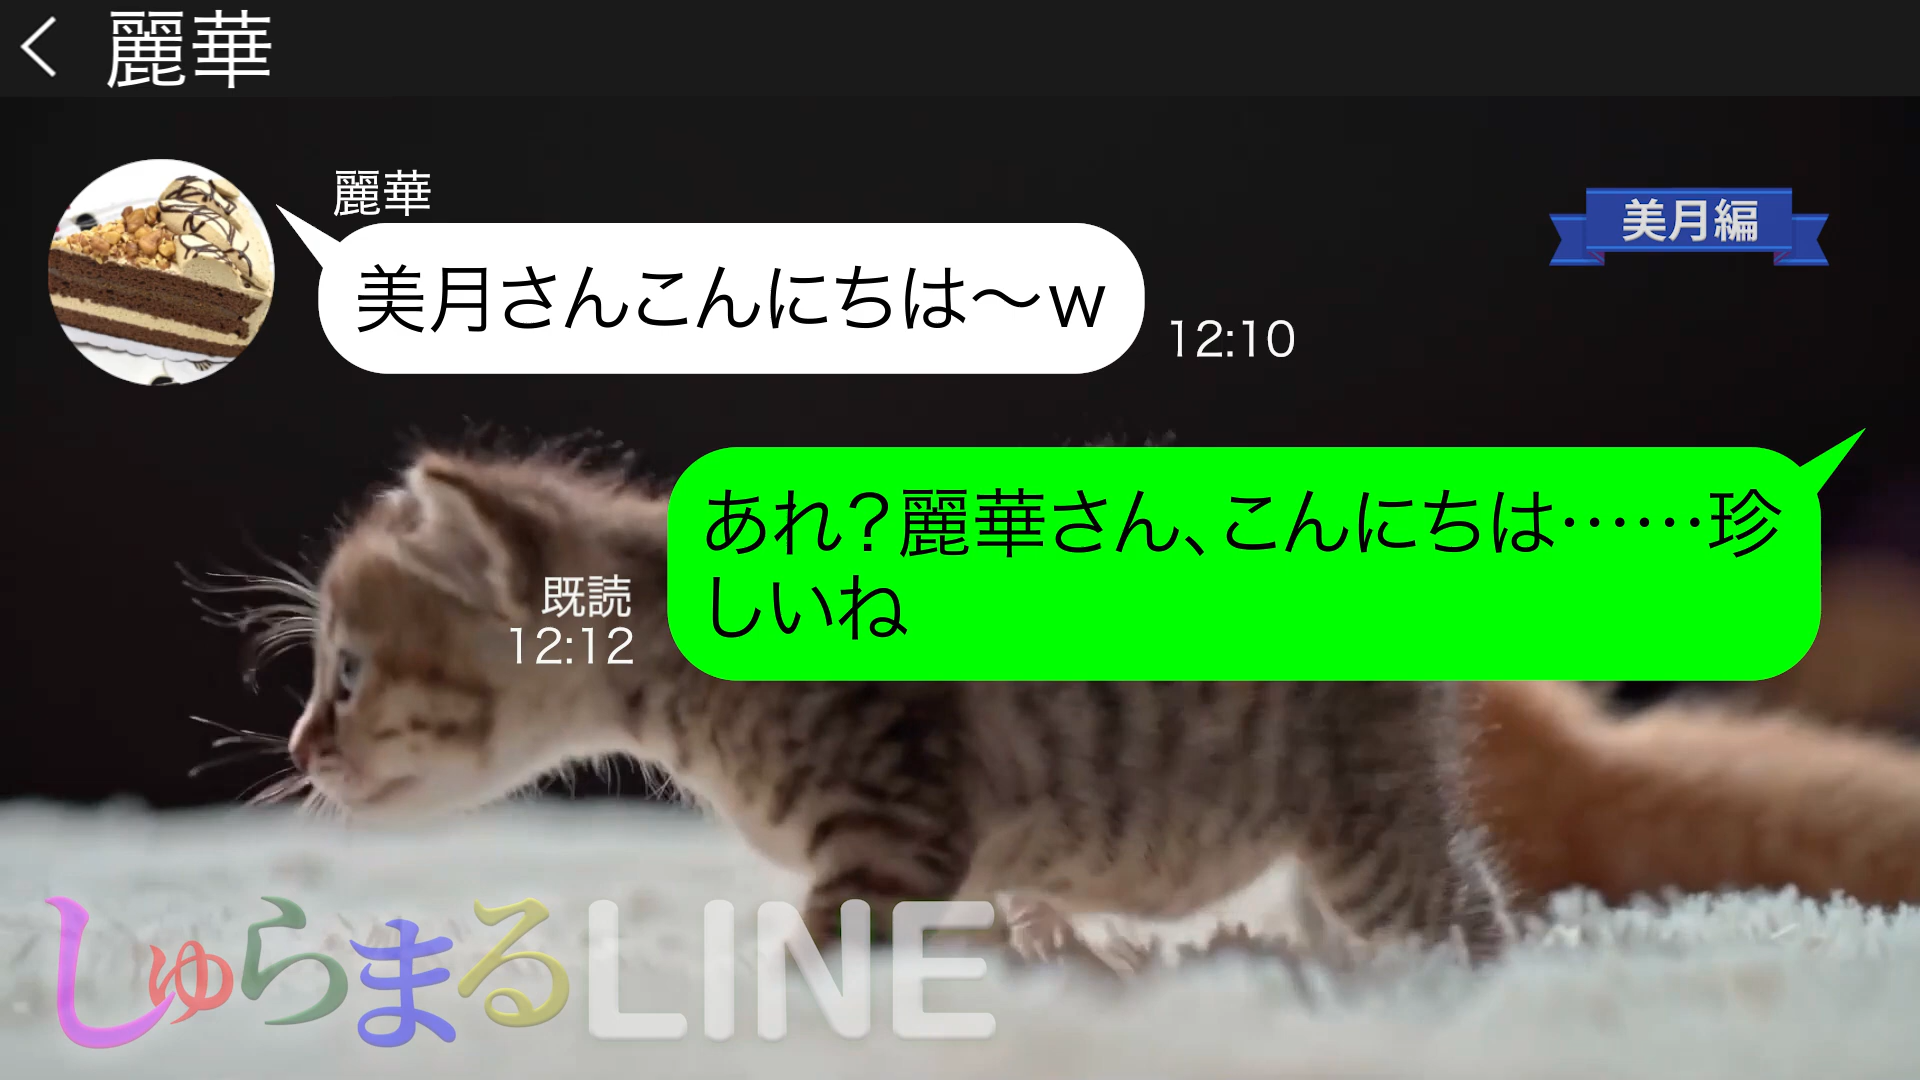 麗華
麗華
美月さんこんにちは〜w
12:10
美月編
あれ？麗華さん、こんにちは……珍
しいね
既読
12:12
しゅらまるLINE